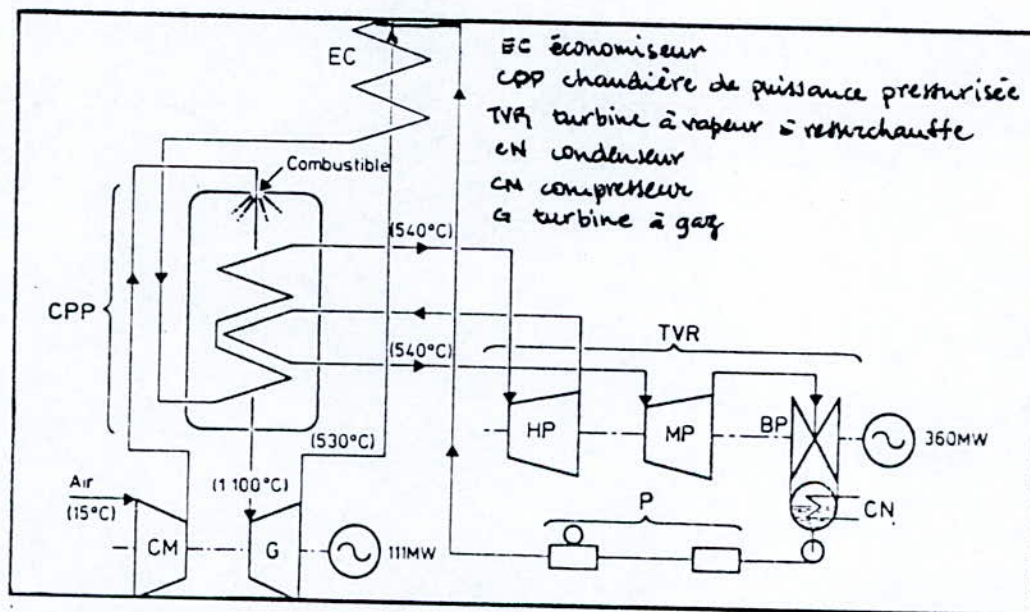 EC
EC économiseur
CPP chaudière de puissance pressurisée
TVR turbine à vapeur à resurchauffe
CN condenseur
CM compresseur
G turbine à gaz
Combustible
(540°C)
CPP
(540°C)
TVR
HP
MP
BP
360MW
(530°C)
Air
(15°C)
(1 100°C)
P
CN
CM
G
111MW